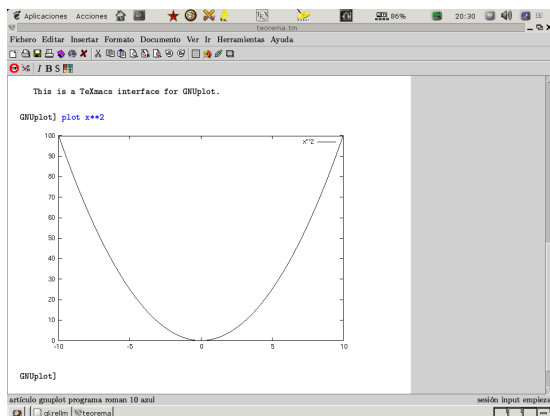 Aplicaciones Acciones 86% 20:30
teorema.tm
Fichero Editar Insertar Formato Documento Ver Ir Herramientas Ayuda
I B S
This is a TeXmacs interface for GNUplot.
GNUplot] plot x**2
x**2
100
90
80
70
60
50
40
30
20
10
0
-10 -5 0 5 10
GNUplot]
artículo gnuplot programa roman 10 azul sesión input empieza
teorema